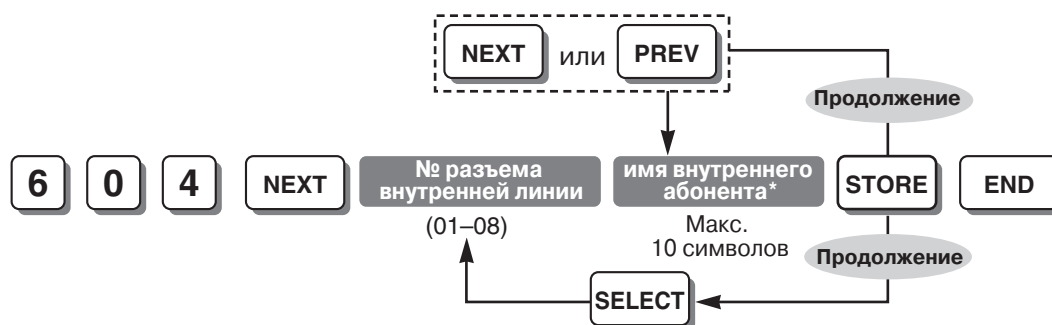 NEXT или PREV
Продолжение
6 0 4 NEXT № разъема внутренней линии имя внутреннего абонента* STORE END
(01–08)
Макс.
10 символов
Продолжение
SELECT